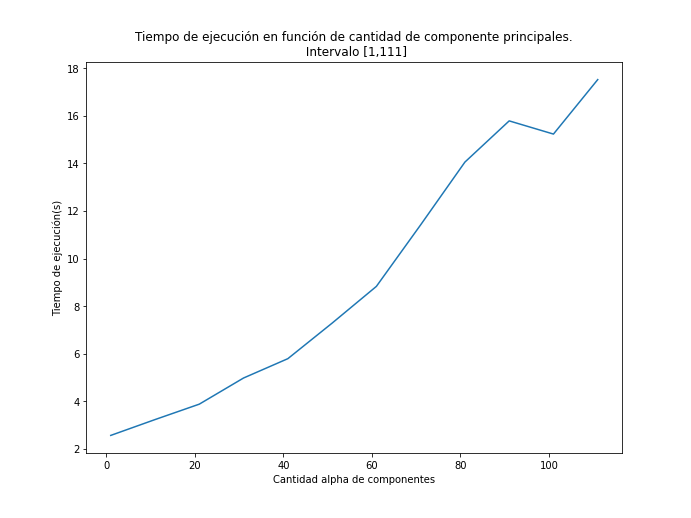 Tiempo de ejecución en función de cantidad de componente principales.
Intervalo [1,111]
18
16
14
12
10
8
6
4
2
Tiempo de ejecución(s)
0 20 40 60 80 100
Cantidad alpha de componentes